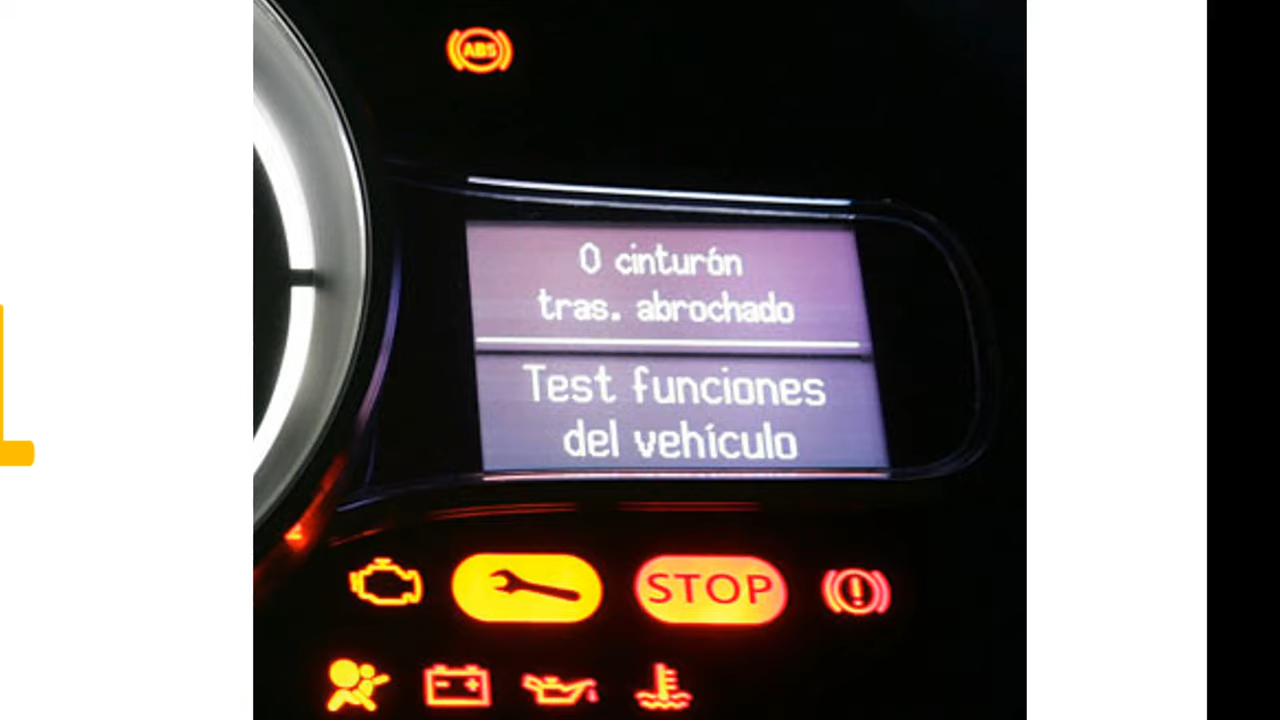 ABS
0 cinturón
tras. abrochado
Test funciones
del vehículo
STOP